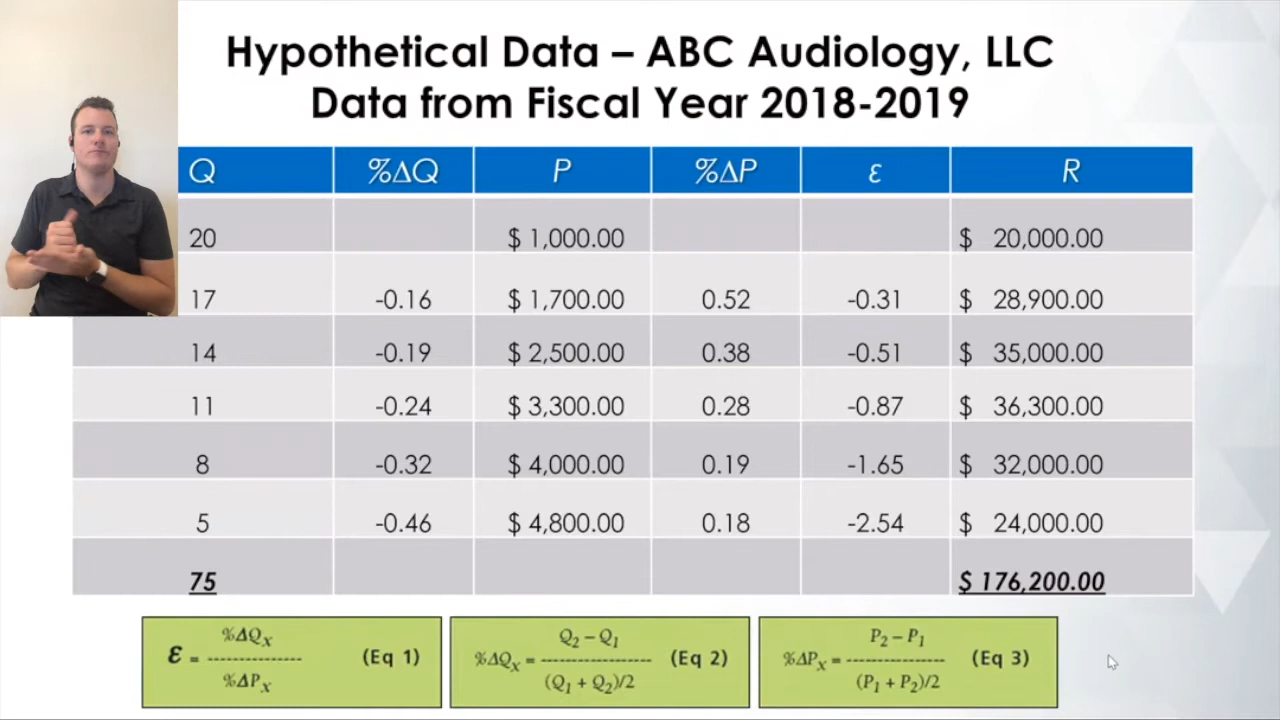 Hypothetical Data – ABC Audiology, LLC
Data from Fiscal Year 2018-2019
Q %ΔQ P %ΔP ε R
20 $ 1,000.00 $ 20,000.00
17 -0.16 $ 1,700.00 0.52 -0.31 $ 28,900.00
14 -0.19 $ 2,500.00 0.38 -0.51 $ 35,000.00
11 -0.24 $ 3,300.00 0.28 -0.87 $ 36,300.00
8 -0.32 $ 4,000.00 0.19 -1.65 $ 32,000.00
5 -0.46 $ 4,800.00 0.18 -2.54 $ 24,000.00
75 $ 176,200.00
%ΔQx
ε = --------------- (Eq 1)
%ΔPx
Q2 – Q1
%ΔQx = ----------------- (Eq 2)
(Q1 + Q2)/2
P2 – P1
%ΔPx = --------------- (Eq 3)
(P1 + P2)/2